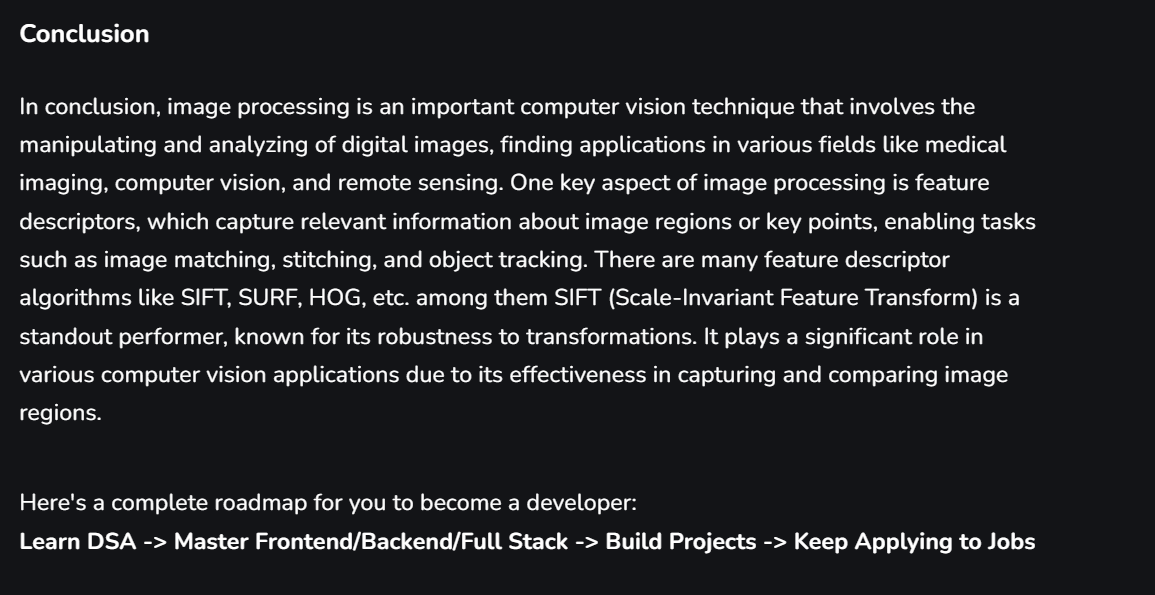 Conclusion
In conclusion, image processing is an important computer vision technique that involves the
manipulating and analyzing of digital images, finding applications in various fields like medical
imaging, computer vision, and remote sensing. One key aspect of image processing is feature
descriptors, which capture relevant information about image regions or key points, enabling tasks
such as image matching, stitching, and object tracking. There are many feature descriptor
algorithms like SIFT, SURF, HOG, etc. among them SIFT (Scale-Invariant Feature Transform) is a
standout performer, known for its robustness to transformations. It plays a significant role in
various computer vision applications due to its effectiveness in capturing and comparing image
regions.
Here's a complete roadmap for you to become a developer:
Learn DSA -> Master Frontend/Backend/Full Stack -> Build Projects -> Keep Applying to Jobs